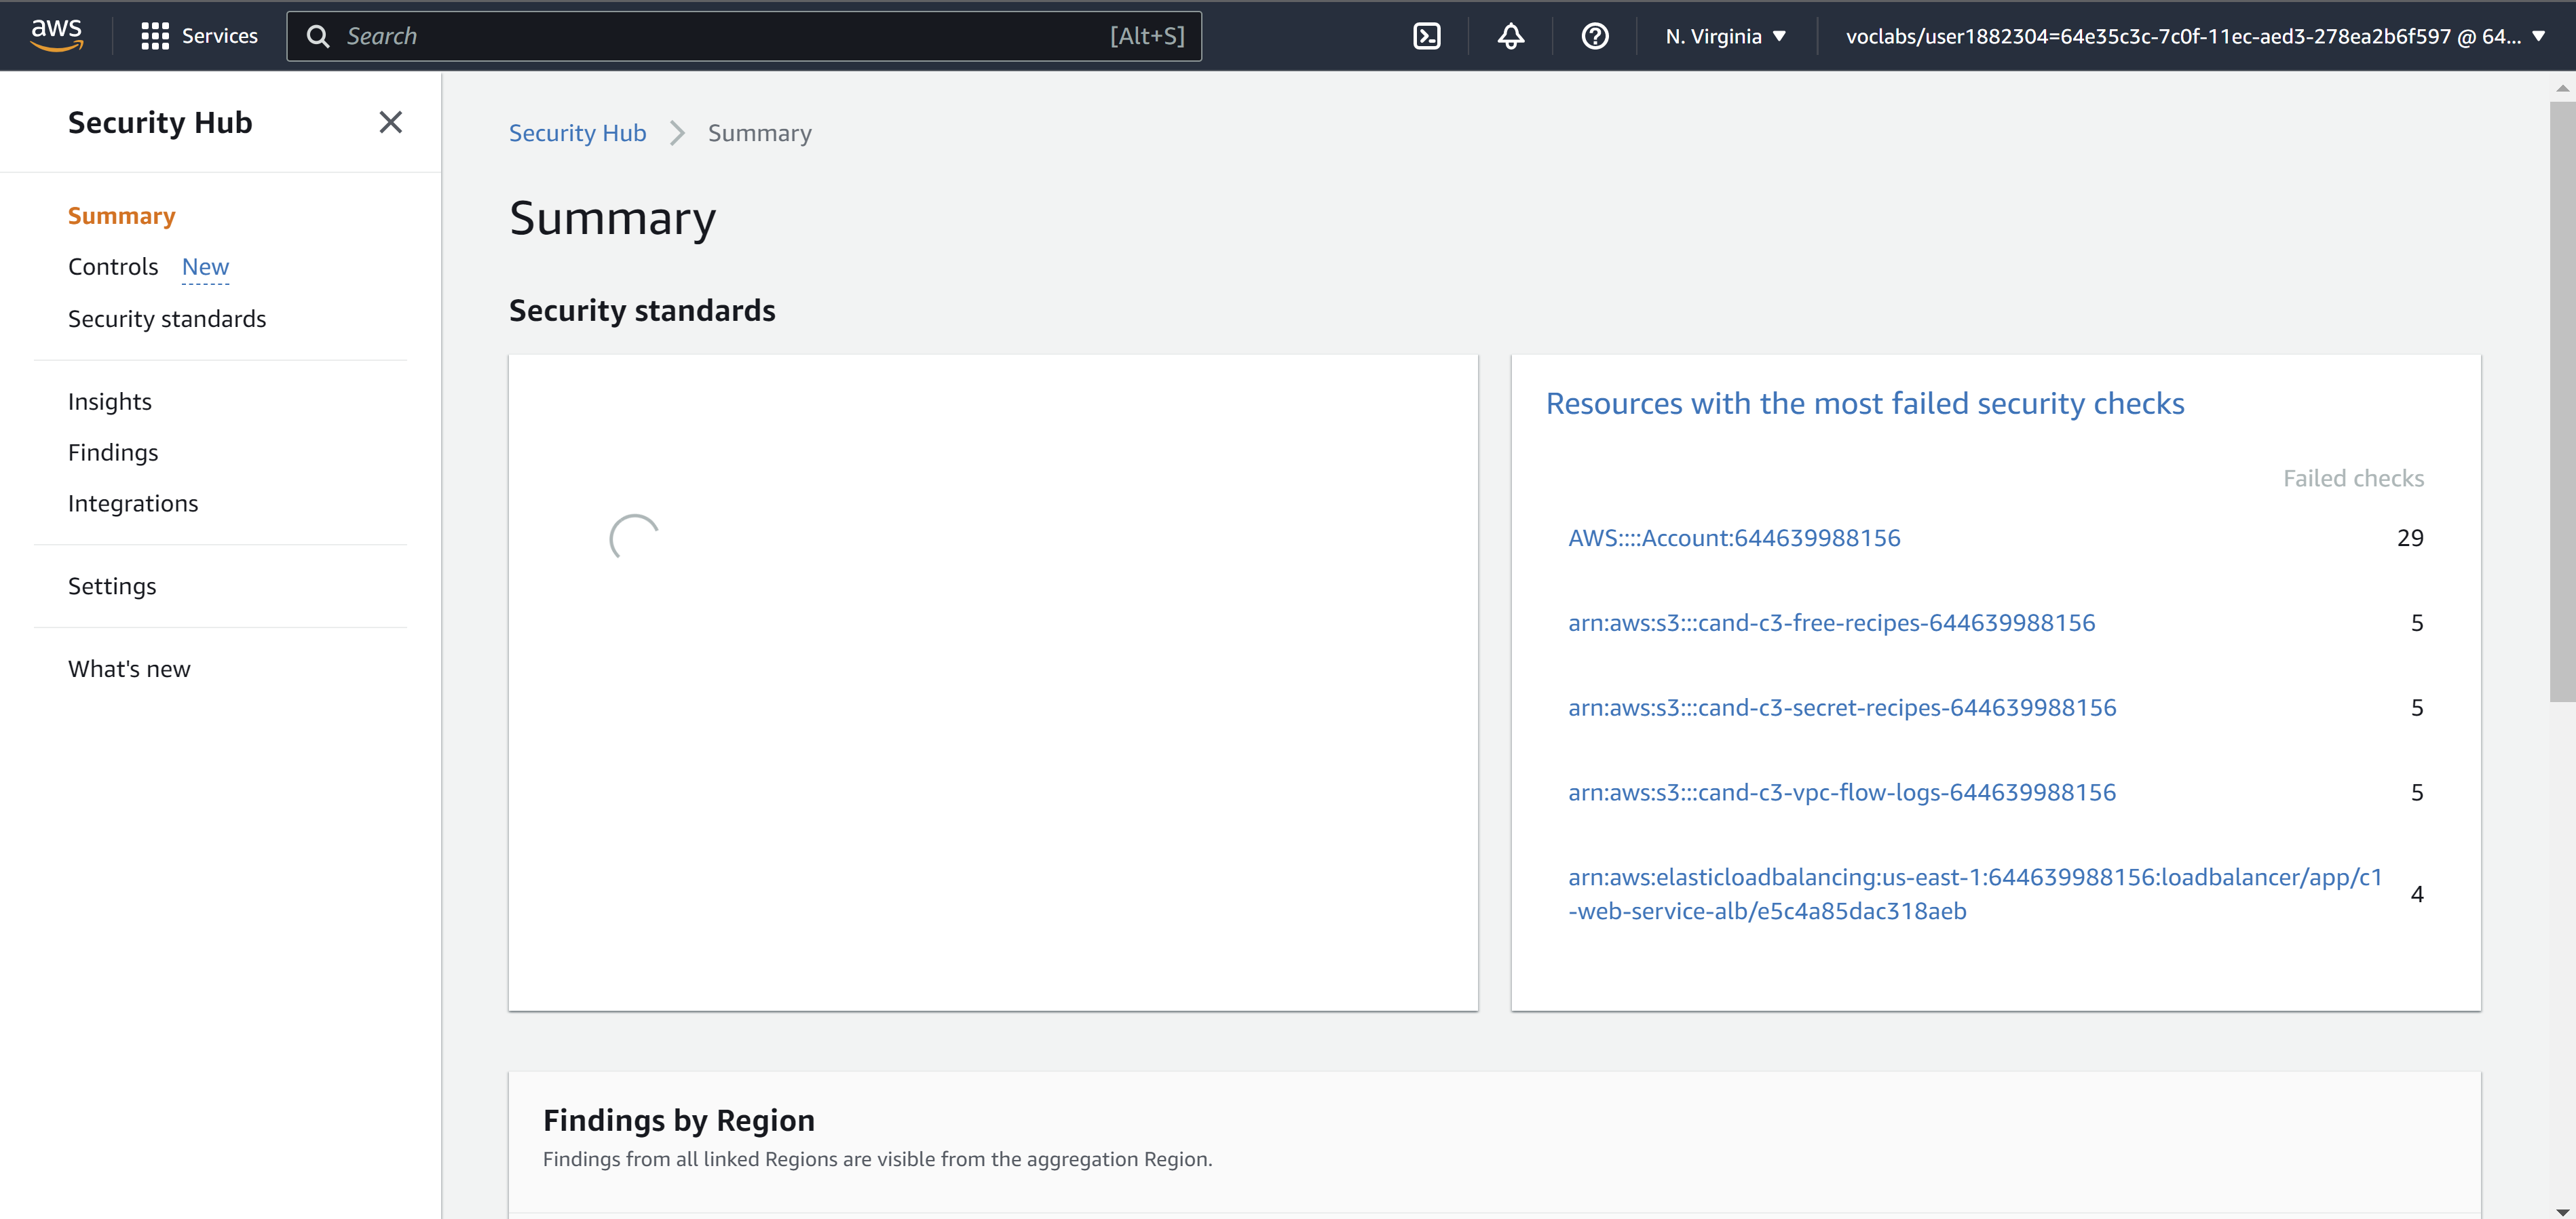 aws
Services
Search
[Alt+S]
N. Virginia
voclabs/user1882304=64e35c3c-7c0f-11ec-aed3-278ea2b6f597 @ 64...
Security Hub
Summary
Controls New
Security standards
Insights
Findings
Integrations
Settings
What's new
Security Hub Summary
Summary
Security standards
Resources with the most failed security checks
Failed checks
AWS::::Account:644639988156 29
arn:aws:s3:::cand-c3-free-recipes-644639988156 5
arn:aws:s3:::cand-c3-secret-recipes-644639988156 5
arn:aws:s3:::cand-c3-vpc-flow-logs-644639988156 5
arn:aws:elasticloadbalancing:us-east-1:644639988156:loadbalancer/app/c1
-web-service-alb/e5c4a85dac318aeb 4
Findings by Region
Findings from all linked Regions are visible from the aggregation Region.